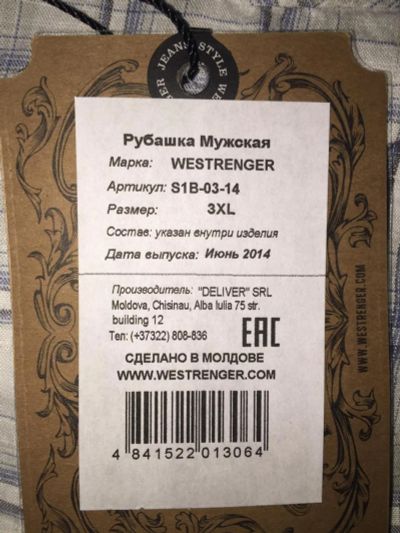 JEANS STYLE
Рубашка Мужская
Марка: WESTRENGER
Артикул: S1B-03-14
Размер: 3XL
Состав: указан внутри изделия
Дата выпуска: Июнь 2014
Производитель: "DELIVER" SRL
Moldova, Chisinau, Alba Iulia 75 str.
building 12
Тел: (+37322) 808-836
EAC
СДЕЛАНО В МОЛДОВЕ
WWW.WESTRENGER.COM
4 841522 013064
WWW.WESTRENGER.COM